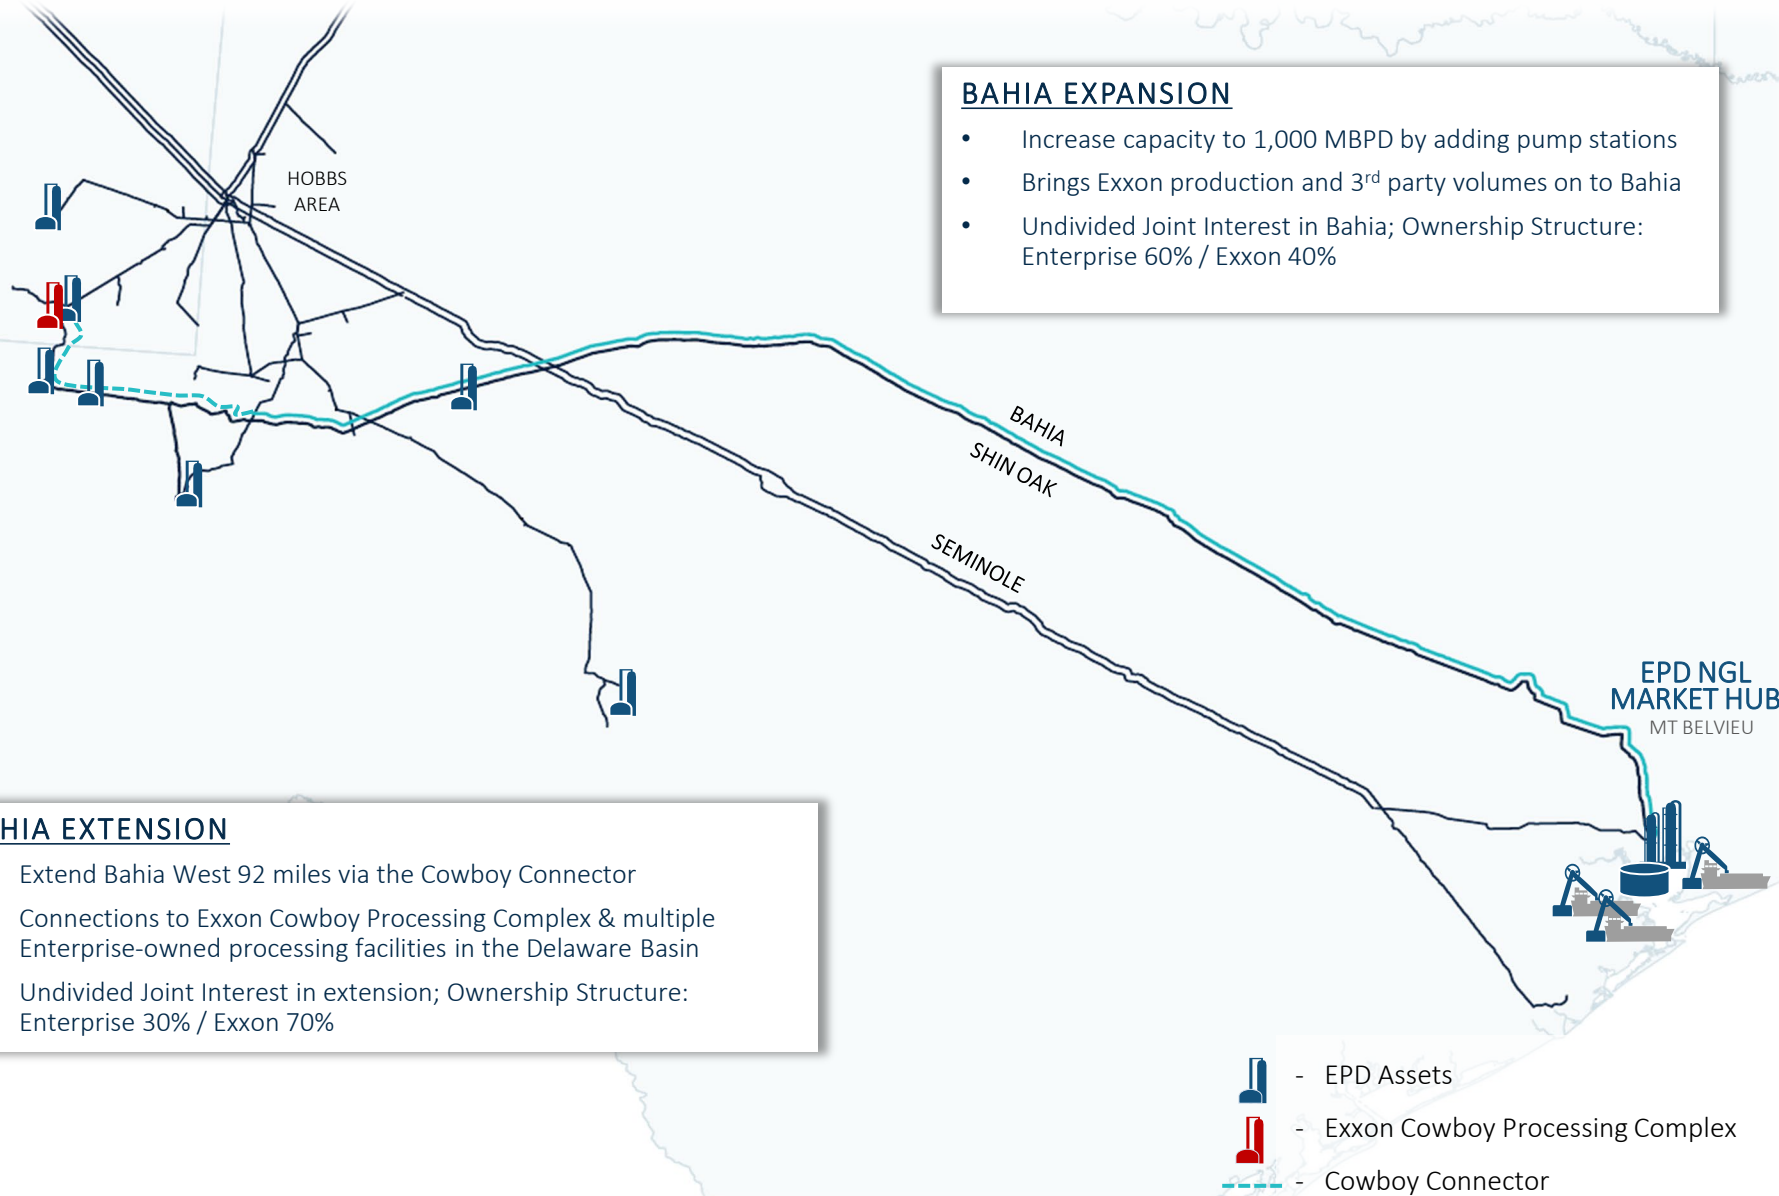 BAHIA EXPANSION
• Increase capacity to 1,000 MBPD by adding pump stations
• Brings Exxon production and 3rd party volumes on to Bahia
• Undivided Joint Interest in Bahia; Ownership Structure:
Enterprise 60% / Exxon 40%
HOBBS
AREA
BAHIA
SHIN OAK
SEMINOLE
EPD NGL
MARKET HUB
MT BELVIEU
HIA EXTENSION
Extend Bahia West 92 miles via the Cowboy Connector
Connections to Exxon Cowboy Processing Complex & multiple
Enterprise-owned processing facilities in the Delaware Basin
Undivided Joint Interest in extension; Ownership Structure:
Enterprise 30% / Exxon 70%
- EPD Assets
- Exxon Cowboy Processing Complex
- Cowboy Connector